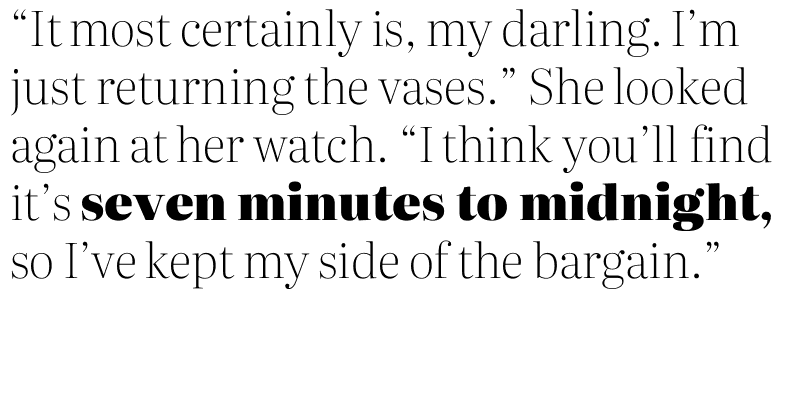 “It most certainly is, my darling. I’m
just returning the vases.” She looked
again at her watch. “I think you’ll find
it’s seven minutes to midnight,
so I’ve kept my side of the bargain.”